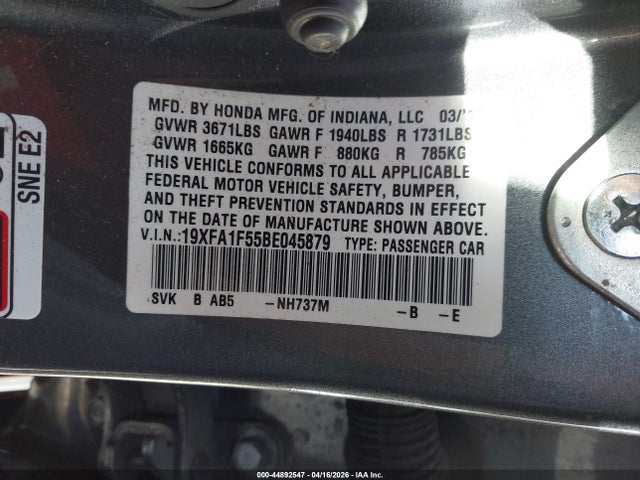 MFD. BY HONDA MFG. OF INDIANA, LLC 03/
GVWR 3671LBS GAWR F 1940LBS R 1731LBS
GVWR 1665KG GAWR F 880KG R 785KG
THIS VEHICLE CONFORMS TO ALL APPLICABLE
FEDERAL MOTOR VEHICLE SAFETY, BUMPER,
AND THEFT PREVENTION STANDARDS IN EFFECT
ON THE DATE OF MANUFACTURE SHOWN ABOVE.
V.I.N.:19XFA1F55BE045879 TYPE: PASSENGER CAR
SVK B AB5 -NH737M -B -E
SNE E2
000-44892547 - 04/16/2026 - IAA Inc.